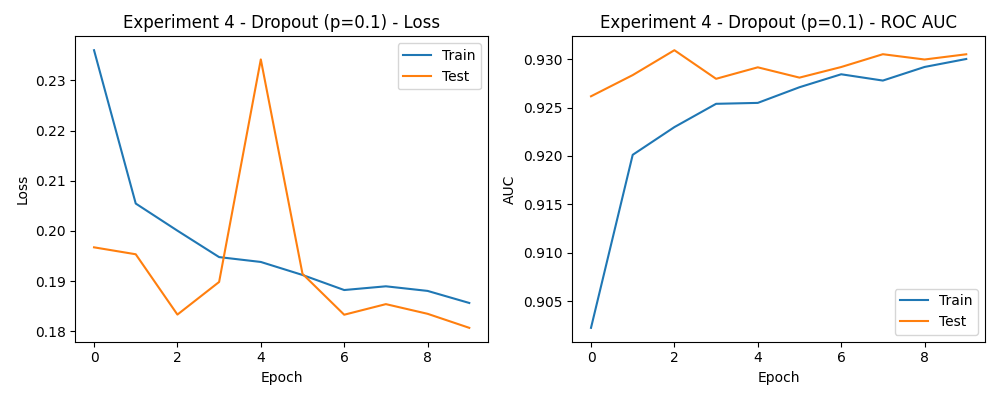 Experiment 4 - Dropout (p=0.1) - Loss
Train
Test
0.23
0.22
0.21
0.20
0.19
0.18
Loss
0 2 4 6 8
Epoch
Experiment 4 - Dropout (p=0.1) - ROC AUC
0.930
0.925
0.920
0.915
0.910
0.905
AUC
Train
Test
0 2 4 6 8
Epoch